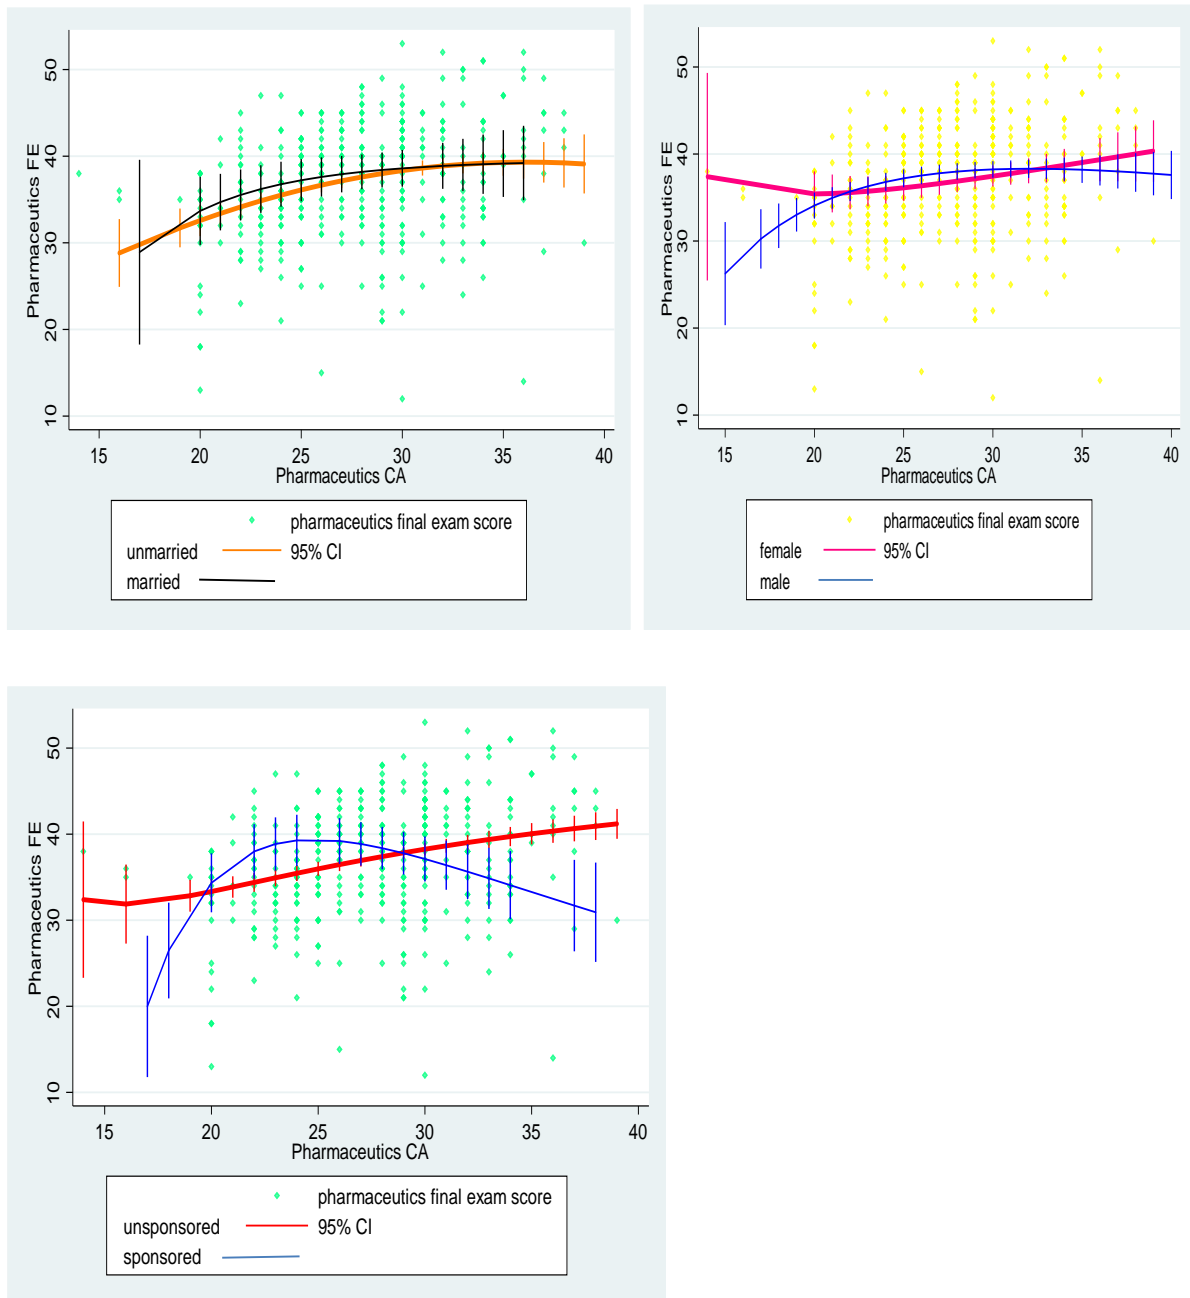 Pharmaceutics FE
50
40
30
20
10
15 20 25 30 35 40
Pharmaceutics CA
pharmaceutics final exam score
unmarried 95% CI
married
Pharmaceutics FE
50
40
30
20
10
15 20 25 30 35 40
Pharmaceutics CA
pharmaceutics final exam score
female 95% CI
male
Pharmaceutics FE
50
40
30
20
10
15 20 25 30 35 40
Pharmaceutics CA
pharmaceutics final exam score
unsponsored 95% CI
sponsored